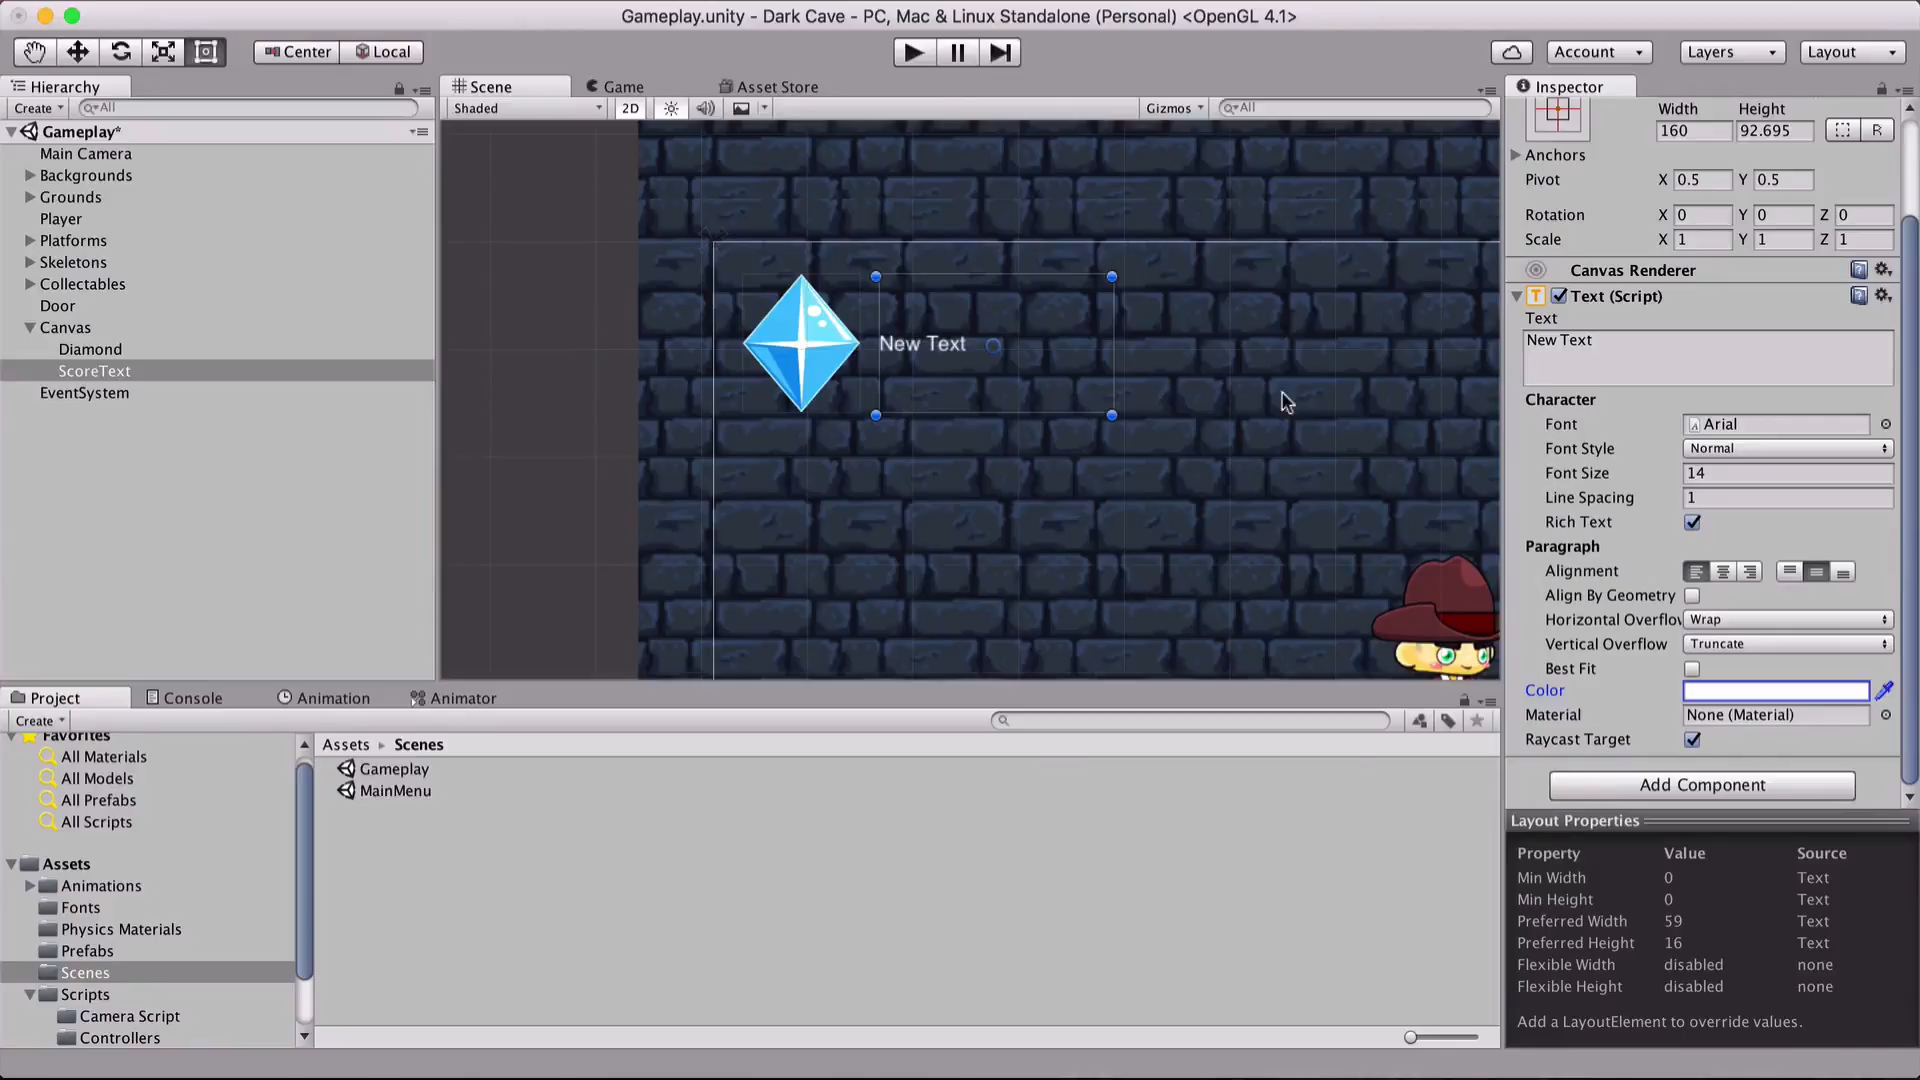 Gameplay.unity - Dark Cave - PC, Mac & Linux Standalone (Personal) <OpenGL 4.1>
Center Local Account Layers Layout
Hierarchy
Create All
Gameplay*
Main Camera
Backgrounds
Grounds
Player
Platforms
Skeletons
Collectables
Door
Canvas
Diamond
ScoreText
EventSystem
Scene Game Asset Store
Shaded 2D Gizmos All
New Text
Inspector
Width Height
160 92.695 R
Anchors
Pivot X 0.5 Y 0.5
Rotation X 0 Y 0 Z 0
Scale X 1 Y 1 Z 1
Canvas Renderer
T Text (Script)
Text
New Text
Character
Font Arial
Font Style Normal
Font Size 14
Line Spacing 1
Rich Text
Paragraph
Alignment
Align By Geometry
Horizontal Overflow Wrap
Vertical Overflow Truncate
Best Fit
Color
Material None (Material)
Raycast Target
Add Component
Layout Properties
Property Value Source
Min Width 0 Text
Min Height 0 Text
Preferred Width 59 Text
Preferred Height 16 Text
Flexible Width disabled none
Flexible Height disabled none
Add a LayoutElement to override values.
Project Console Animation Animator
Create
Favorites
All Materials
All Models
All Prefabs
All Scripts
Assets
Animations
Fonts
Physics Materials
Prefabs
Scenes
Scripts
Camera Script
Controllers
Assets Scenes
Gameplay
MainMenu